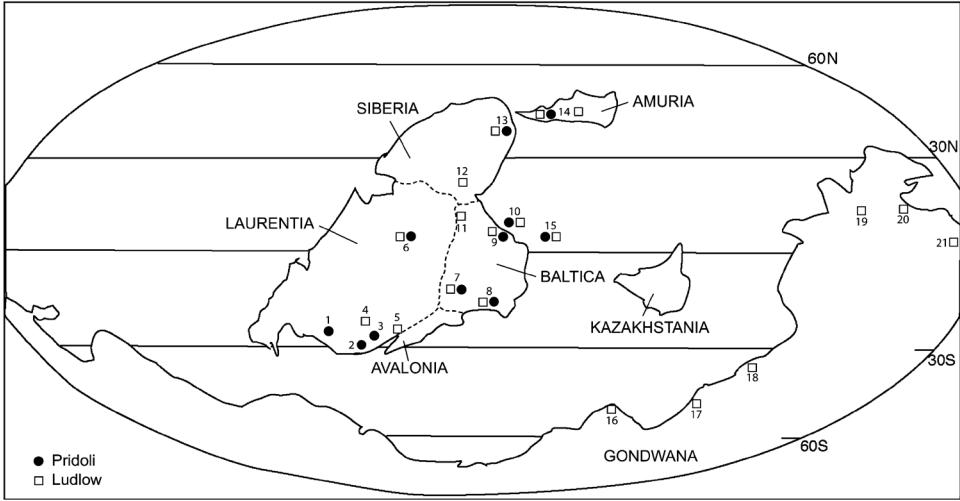 60N
AMURIA
SIBERIA
14
13
30N
12
LAURENTIA
10
15
11
9
6
19
20
21
BALTICA
7
8
KAZAKHSTANIA
4
5
1
3
2
AVALONIA
30S
18
17
16
60S
GONDWANA
Pridoli
Ludlow